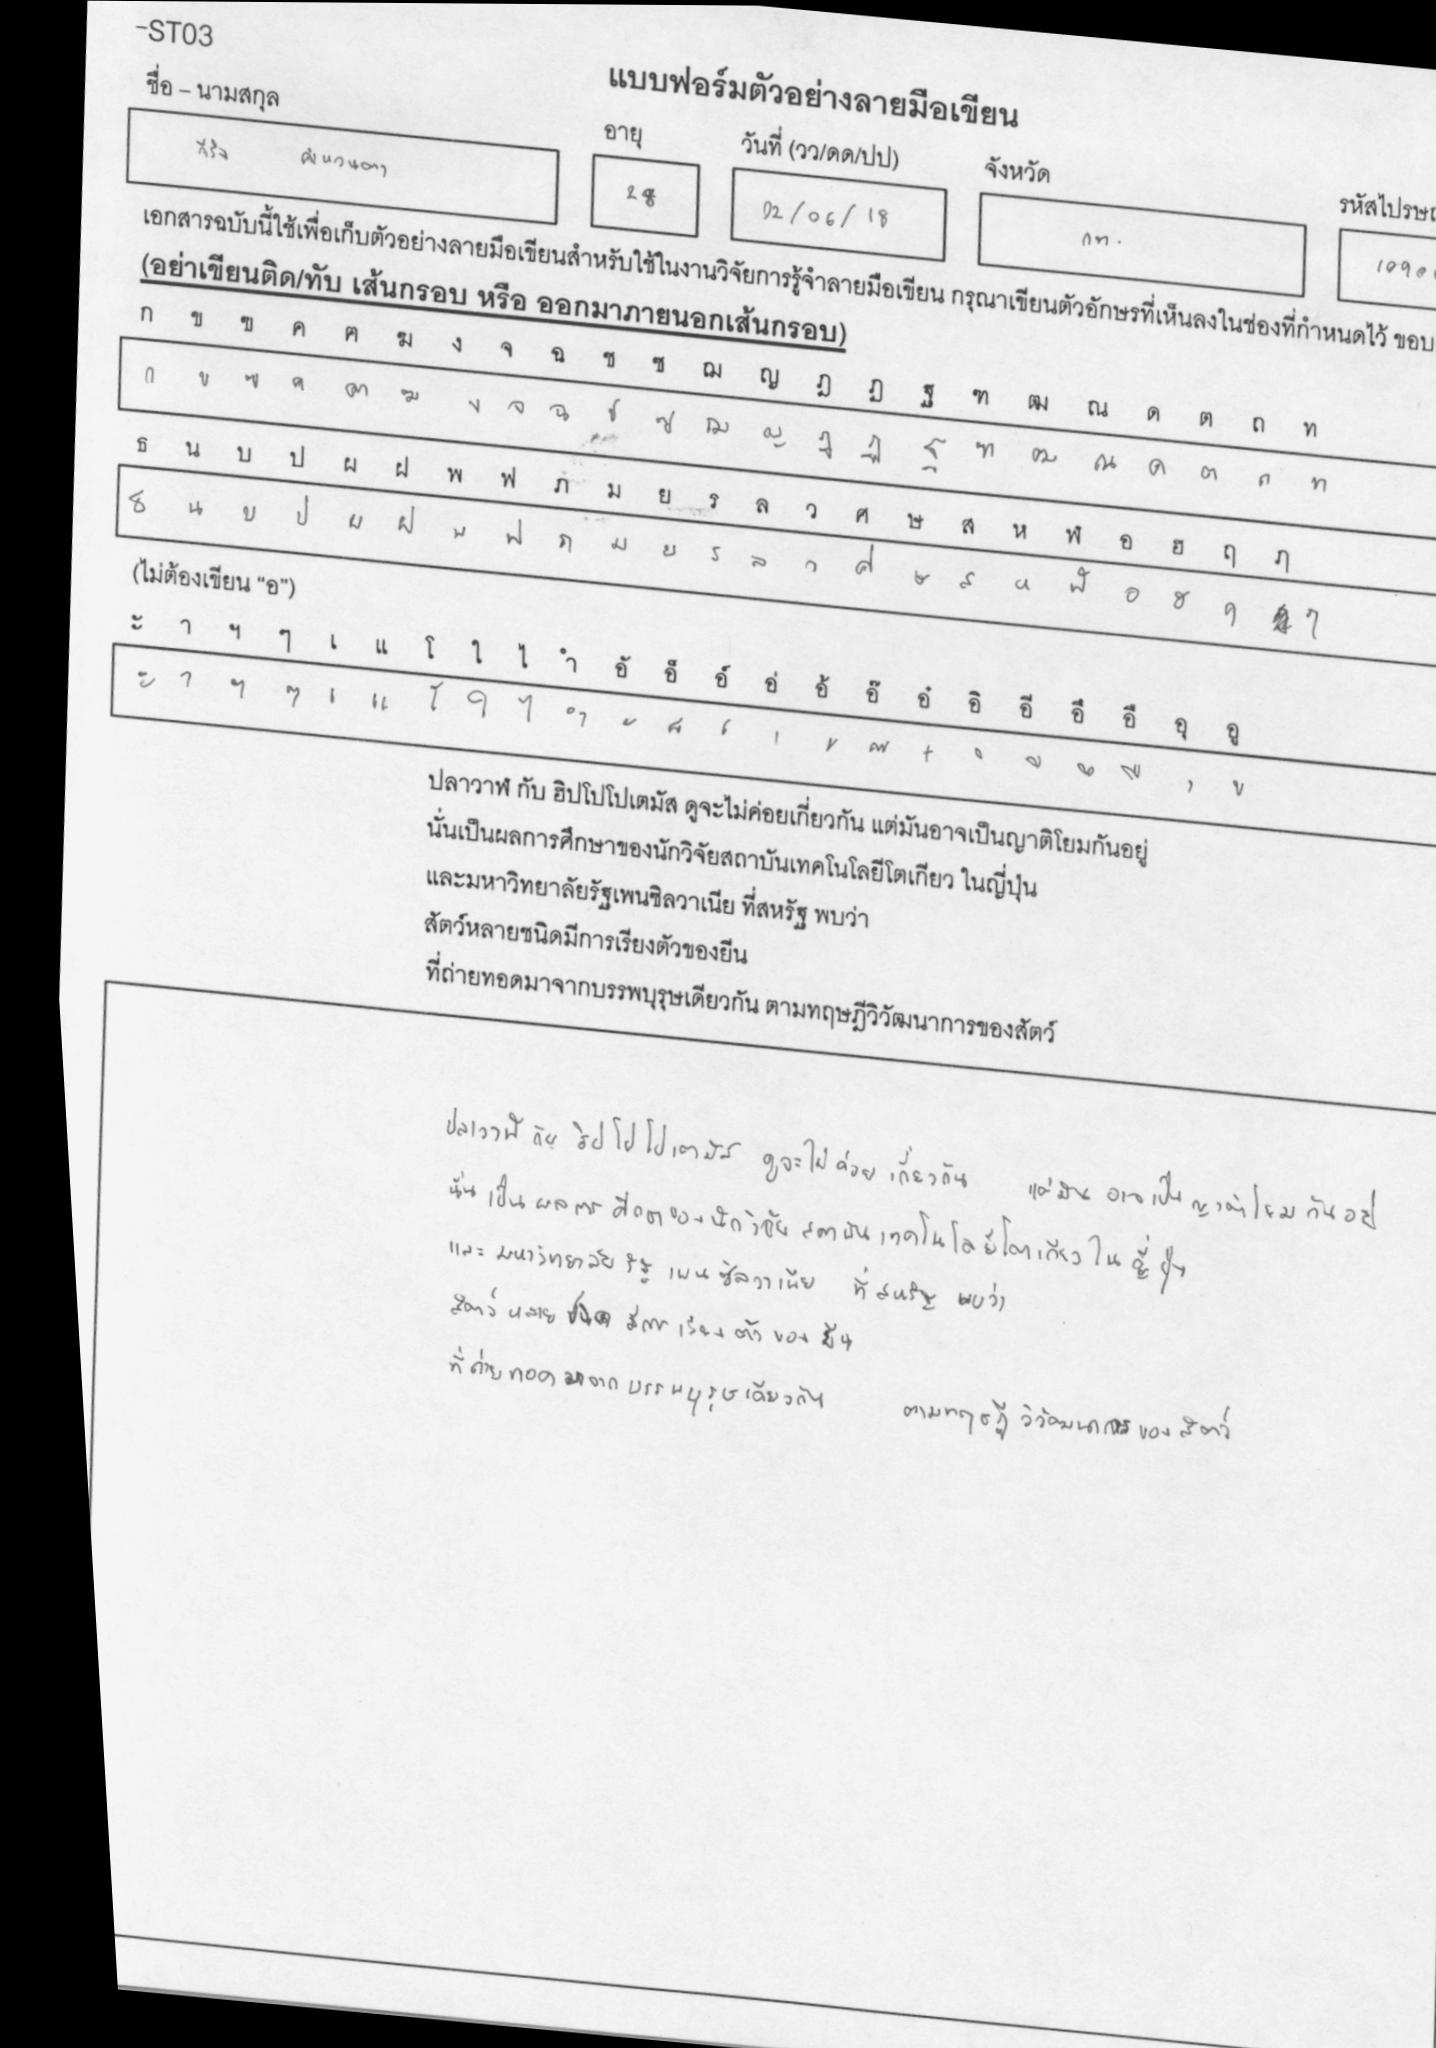 -ST03
แบบฟอร์มตัวอย่างลายมือเขียน
ชื่อ – นามสกุล อายุ วันที่ (วว/ดด/ปป) จังหวัด รหัสไปรษ
28 02/06/18 กท.
เอกสารฉบับนี้ใช้เพื่อเก็บตัวอย่างลายมือเขียนสำหรับใช้ในงานวิจัยการรู้จำลายมือเขียน กรุณาเขียนตัวอักษรที่เห็นลงในช่องที่กำหนดไว้ ขอบ
(อย่าเขียนติด/ทับ เส้นกรอบ หรือ ออกมาภายนอกเส้นกรอบ)
ก ข ฃ ค ฅ ฆ ง จ ฉ ช ซ ฌ ญ ฎ ฏ ฐ ฑ ฒ ณ ด ต ถ ท
ก ข ฃ ค ฅ ฆ ง จ ฉ ช ซ ฌ ญ ฎ ฏ ฐ ฑ ฒ ณ ด ต ถ ท
ธ น บ ป ผ ฝ พ ฟ ภ ม ย ร ล ว ศ ษ ส ห ฬ อ ฮ ฤ ฦ
ธ น บ ป ผ ฝ พ ฟ ภ ม ย ร ล ว ศ ษ ส ห ฬ อ ฮ ฤ ฦ
(ไม่ต้องเขียน "อ")
ะ า ฯ ๆ เ แ โ ใ ไ ำ อั อ็ อ์ อ่ อ้ อ๊ อ๋ อิ อี อึ อื อุ อู
ะ า ฯ ๆ เ แ โ ใ ไ ำ ั ็ ์ ่ ้ ๊ ๋ ิ ี ึ ื ุ ู
ปลาวาฬ กับ ฮิปโปโปเตมัส ดูจะไม่ค่อยเกี่ยวกัน แต่มันอาจเป็นญาติโยมกันอยู่
นั่นเป็นผลการศึกษาของนักวิจัยสถาบันเทคโนโลยีโตเกียว ในญี่ปุ่น
และมหาวิทยาลัยรัฐเพนซิลวาเนีย ที่สหรัฐ พบว่า
สัตว์หลายชนิดมีการเรียงตัวของยีน
ที่ถ่ายทอดมาจากบรรพบุรุษเดียวกัน ตามทฤษฎีวิวัฒนาการของสัตว์
ปลาวาฬ กับ ฮิปโปโปเตมัส ดูจะไม่ค่อยเกี่ยวกัน แต่มันอาจเป็นญาติโยมกันอยู่
นั่นเป็นผลการศึกษาของนักวิจัยสถาบันเทคโนโลยีโตเกียว ในญี่ปุ่น
และมหาวิทยาลัยรัฐเพนซิลวาเนีย ที่สหรัฐ พบว่า
สัตว์หลายชนิดมีการเรียงตัวของยีน
ที่ถ่ายทอดมาจากบรรพบุรุษเดียวกัน ตามทฤษฎีวิวัฒนาการของสัตว์